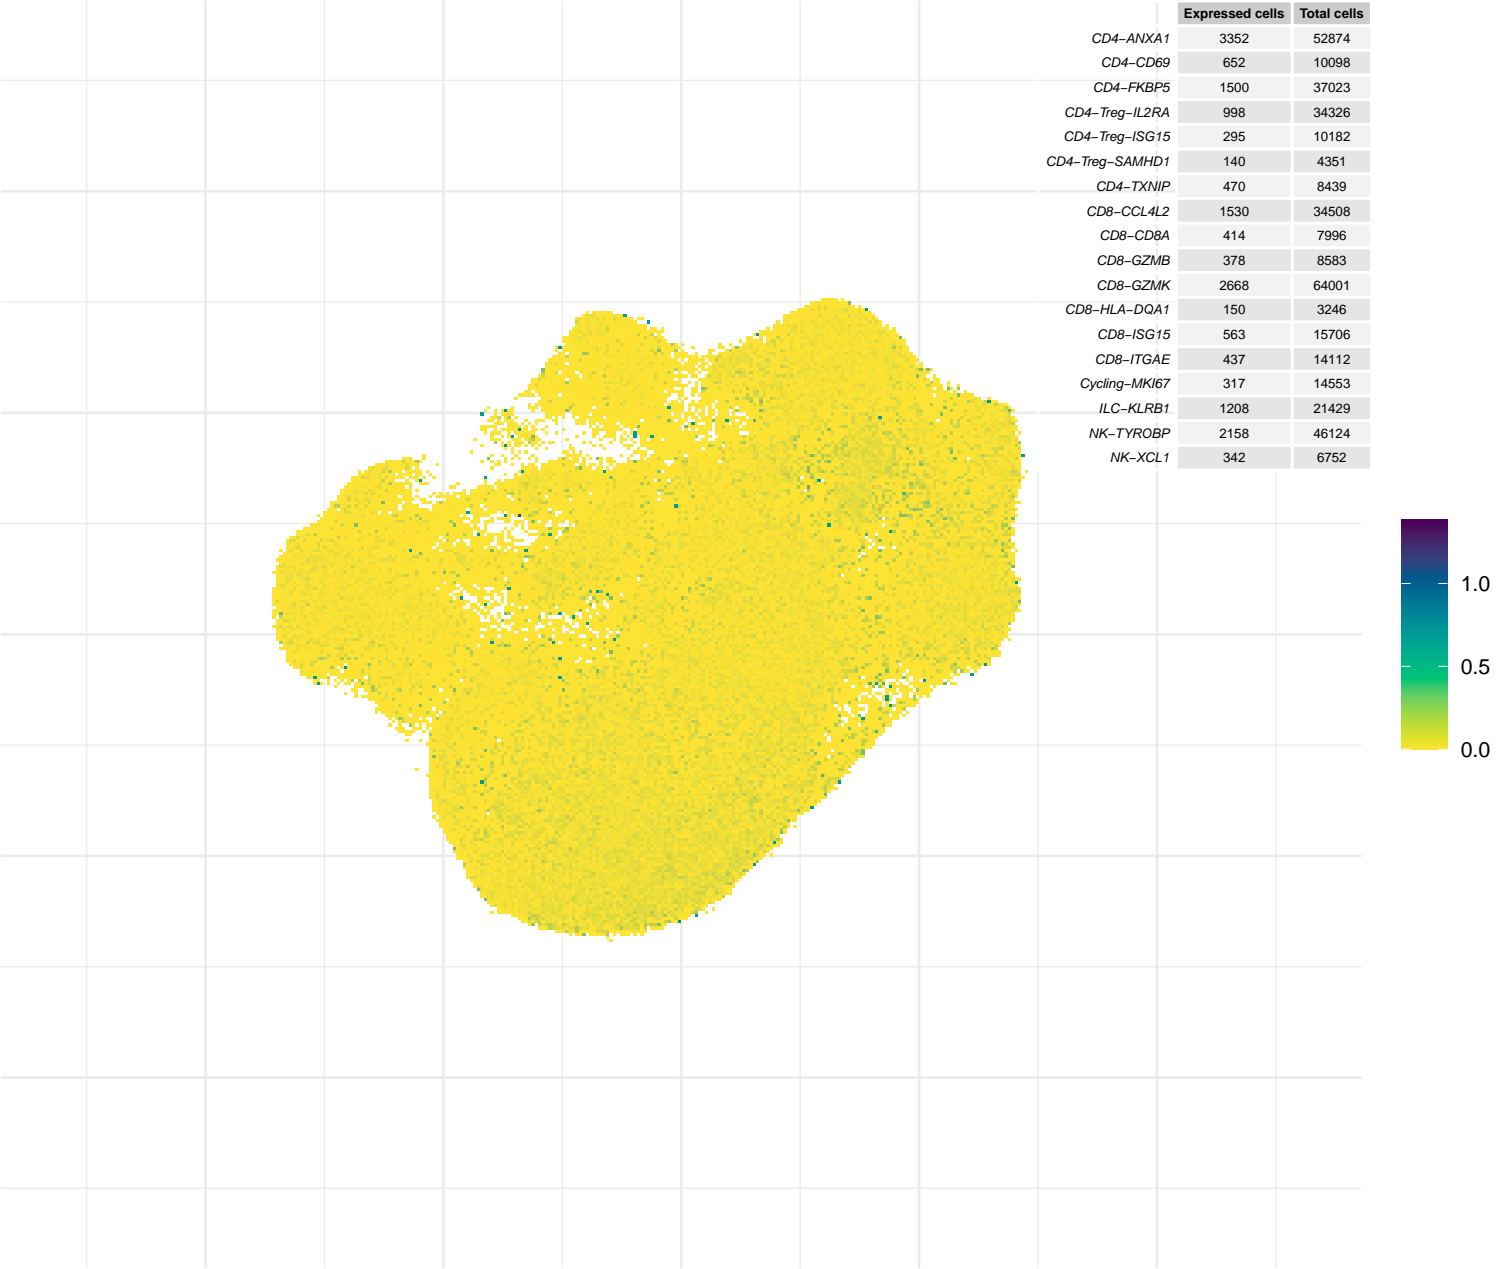 Expressed cells Total cells
CD4−ANXA1 3352 52874
CD4−CD69 652 10098
CD4−FKBP5 1500 37023
CD4−Treg−IL2RA 998 34326
CD4−Treg−ISG15 295 10182
CD4−Treg−SAMHD1 140 4351
CD4−TXNIP 470 8439
CD8−CCL4L2 1530 34508
CD8−CD8A 414 7996
CD8−GZMB 378 8583
CD8−GZMK 2668 64001
CD8−HLA−DQA1 150 3246
CD8−ISG15 563 15706
CD8−ITGAE 437 14112
Cycling−MKI67 317 14553
ILC−KLRB1 1208 21429
NK−TYROBP 2158 46124
NK−XCL1 342 6752
1.0
0.5
0.0